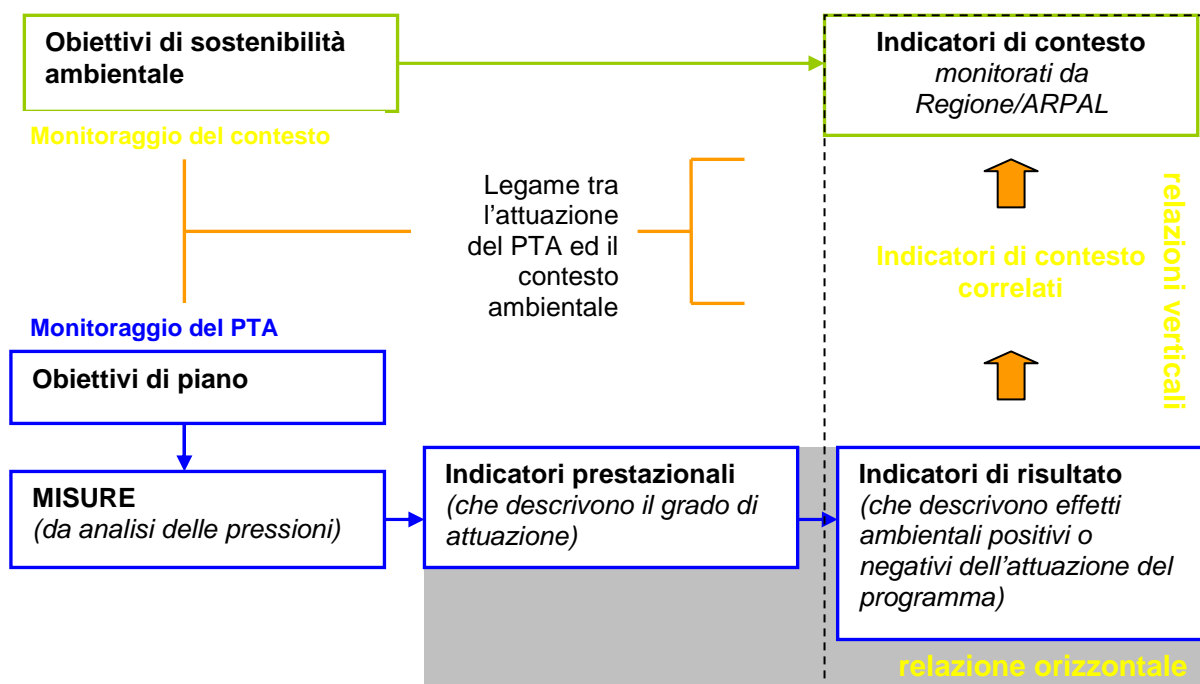 Obiettivi di sostenibilità
ambientale
Indicatori di contesto
monitorati da
Regione/ARPAL
Monitoraggio del contesto
Legame tra
l'attuazione
del PTA ed il
contesto
ambientale
Indicatori di contesto
correlati
relazioni verticali
Monitoraggio del PTA
Obiettivi di piano
MISURE
(da analisi delle pressioni)
Indicatori prestazionali
(che descrivono il grado di
attuazione)
Indicatori di risultato
(che descrivono effetti
ambientali positivi o
negativi dell'attuazione del
programma)
relazione orizzontale